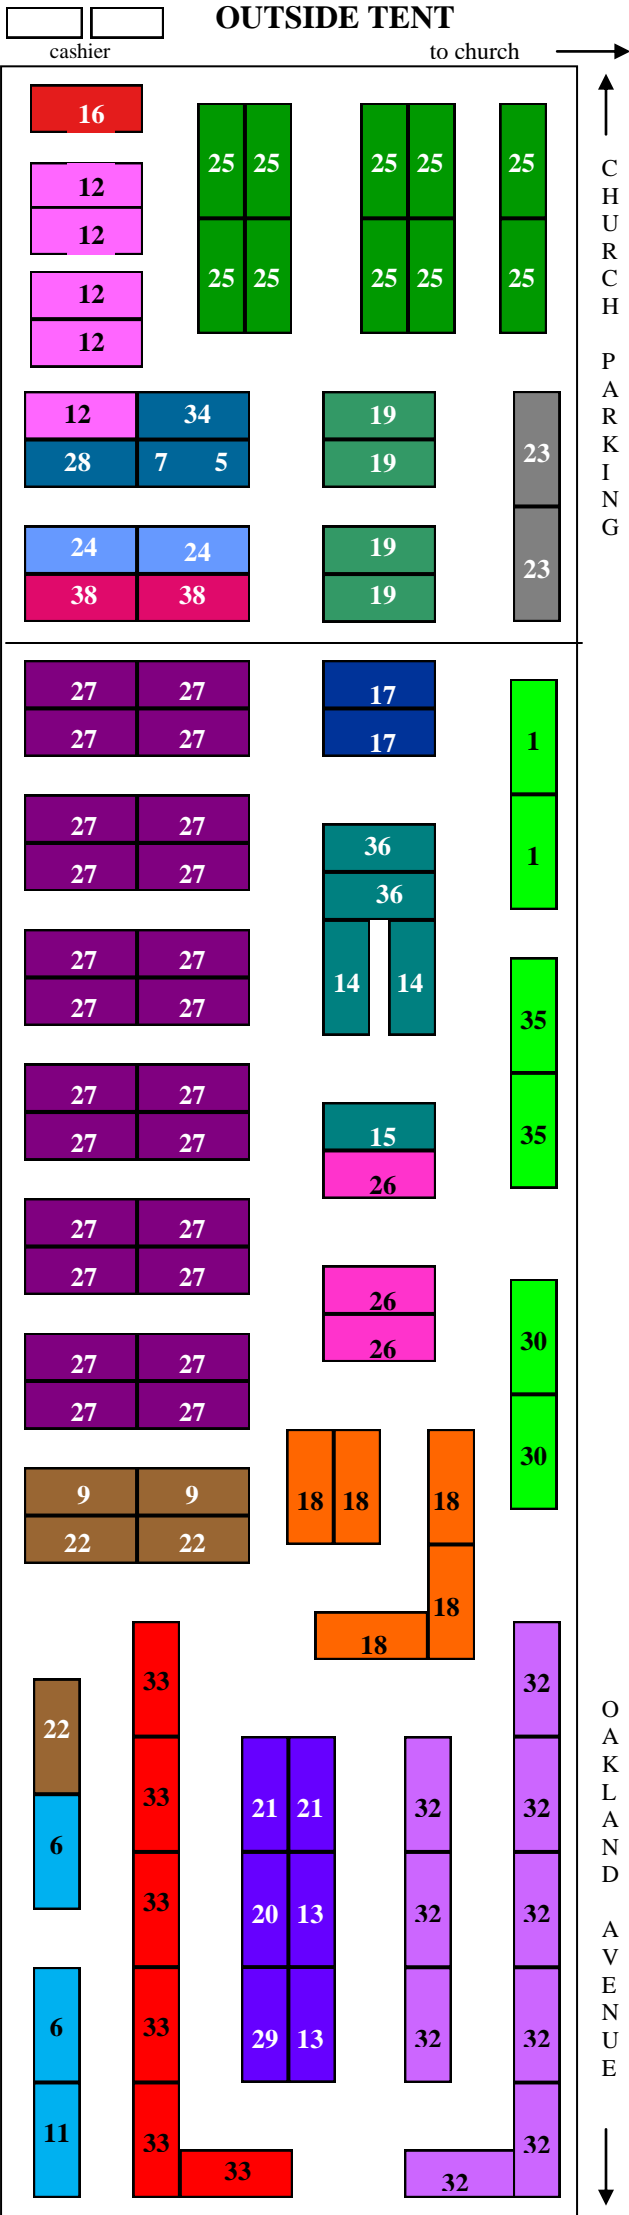 OUTSIDE TENT
cashier
to church
16
25 25 25 25 25
12
12
25 25 25 25 25
12
12
12 34 19
28 7 5 19
23
24 24 19
38 38 19
23
27 27 17
27 27 17
1
27 27 36
27 27 36
1
27 27
27 27
14 14
35
27 27
27 27 15
35
26
27 27
27 27
26
26
30
27 27
27 27
30
9 9
22 22
18 18 18
18
18
33 32
22
33 21 21 32 32
6
33 20 13 32 32
6 33 29 13 32 32
11 33 32
33 32
CHURCH PARKING
OAKLAND AVENUE